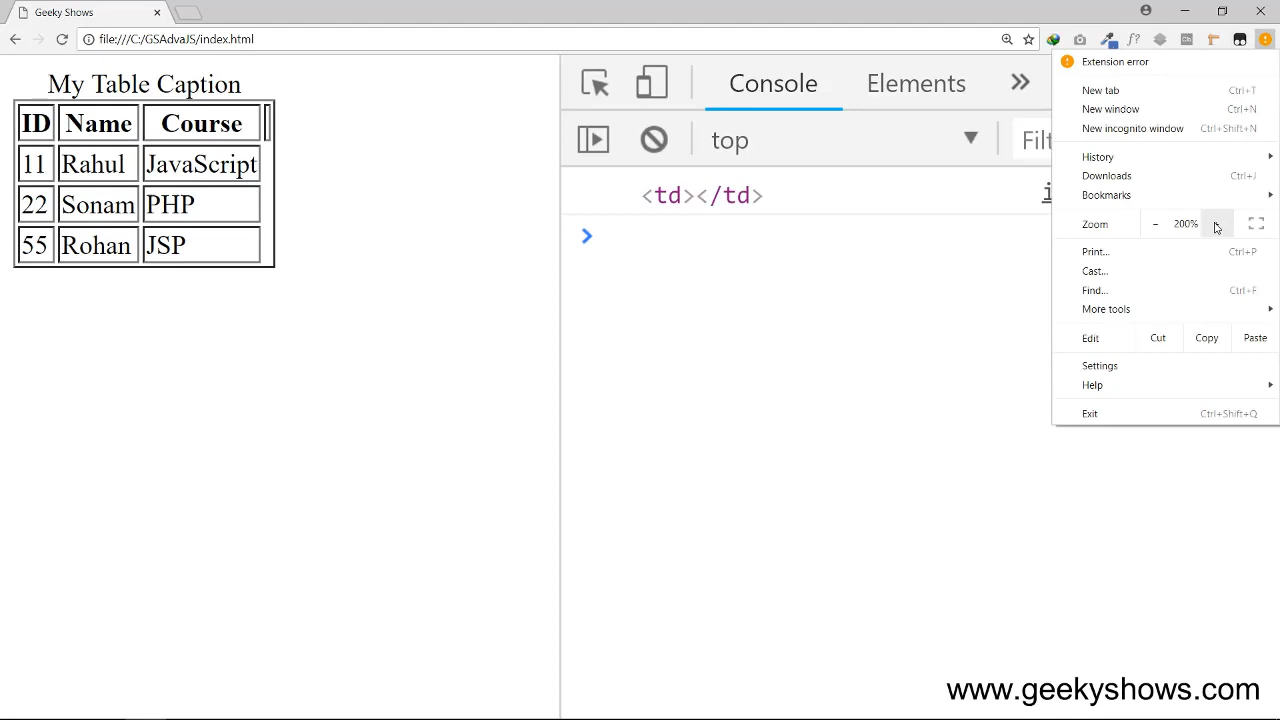 Geeky Shows
file:///C:/GSAdvaJS/index.html
f?
Extension error
New tab Ctrl+T
New window Ctrl+N
New incognito window Ctrl+Shift+N
History
Downloads Ctrl+J
Bookmarks
Zoom - 200%
Print... Ctrl+P
Cast...
Find... Ctrl+F
More tools
Edit Cut Copy Paste
Settings
Help
Exit Ctrl+Shift+Q
My Table Caption
ID Name Course
11 Rahul JavaScript
22 Sonam PHP
55 Rohan JSP
Console Elements »
top ▼ Filt
<td></td> i
>
www.geekyshows.com